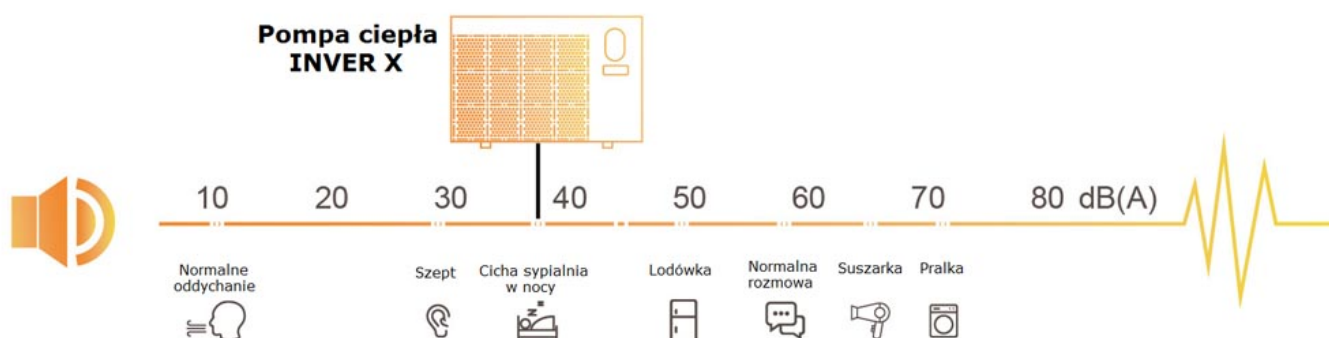 Pompa ciepła
INVER X
10 20 30 40 50 60 70 80 dB(A)
Normalne
oddychanie
Szept
Cicha sypialnia
w nocy
Lodówka
Normalna
rozmowa
Suszarka
Pralka